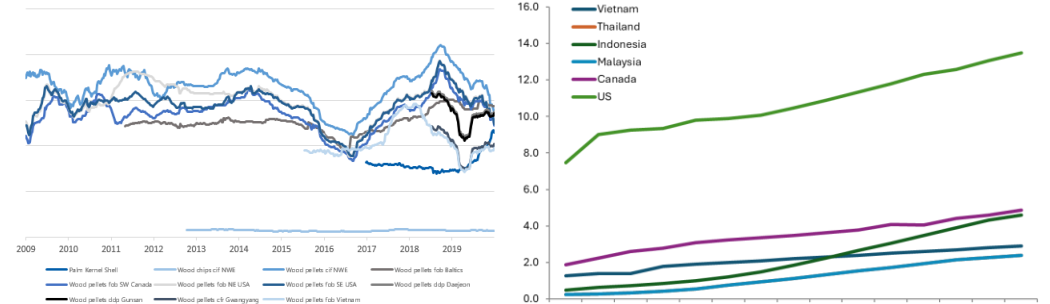 2009 2010 2011 2012 2013 2014 2015 2016 2017 2018 2019
Palm Kernel Shell Wood chips cif NWE Wood pellets cif NWE Wood pellets fob Baltics
Wood pellets fob SW Canada Wood pellets fob NE USA Wood pellets fob SE USA Wood pellets ddp Daejeon
Wood pellets ddp Gunsan Wood pellets cfr Gwangyang Wood pellets fob Vietnam
16.0
14.0
12.0
10.0
8.0
6.0
4.0
2.0
0.0
Vietnam
Thailand
Indonesia
Malaysia
Canada
US